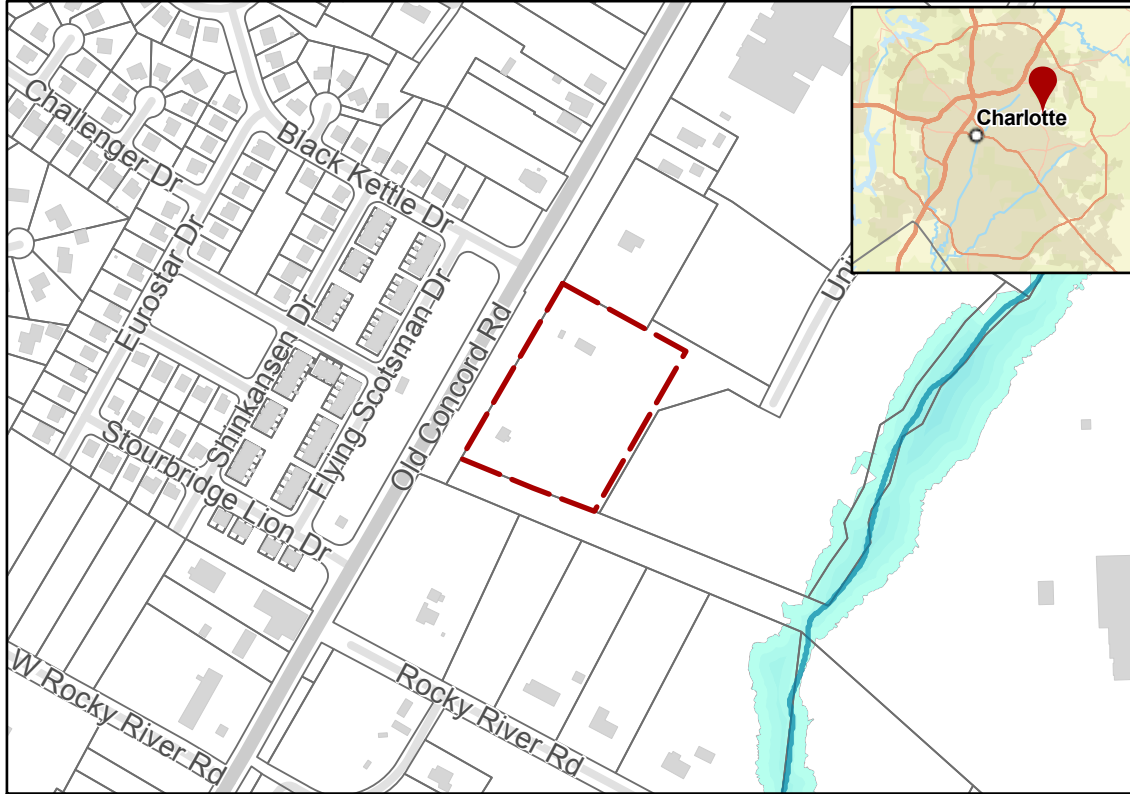 Challenger Dr
Black Kettle Dr
Charlotte
Eurostar Dr
Shinkansen Dr
Flying Scotsman Dr
Old Concord Rd
Uni
Stourbridge Lion Dr
W Rocky River Rd
Rocky River Rd